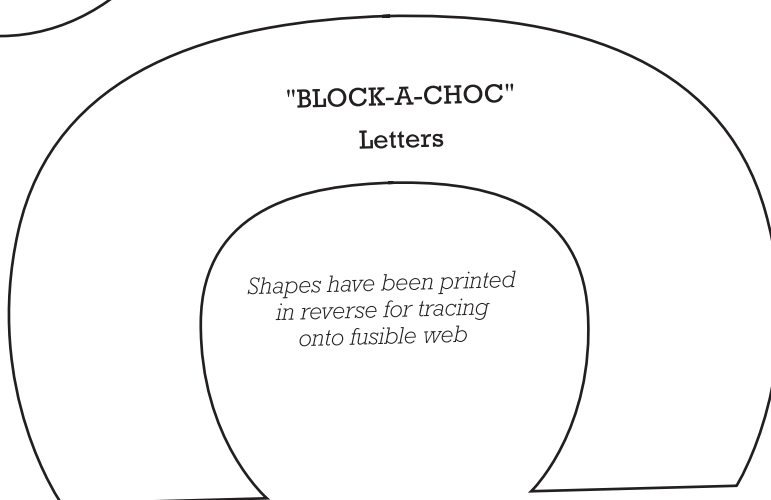 "BLOCK-A-CHOC"
Letters
Shapes have been printed
in reverse for tracing
onto fusible web